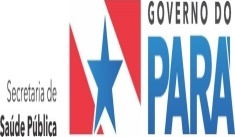 Secretaria de
Saúde Pública
GOVERNO DO
PARÁ